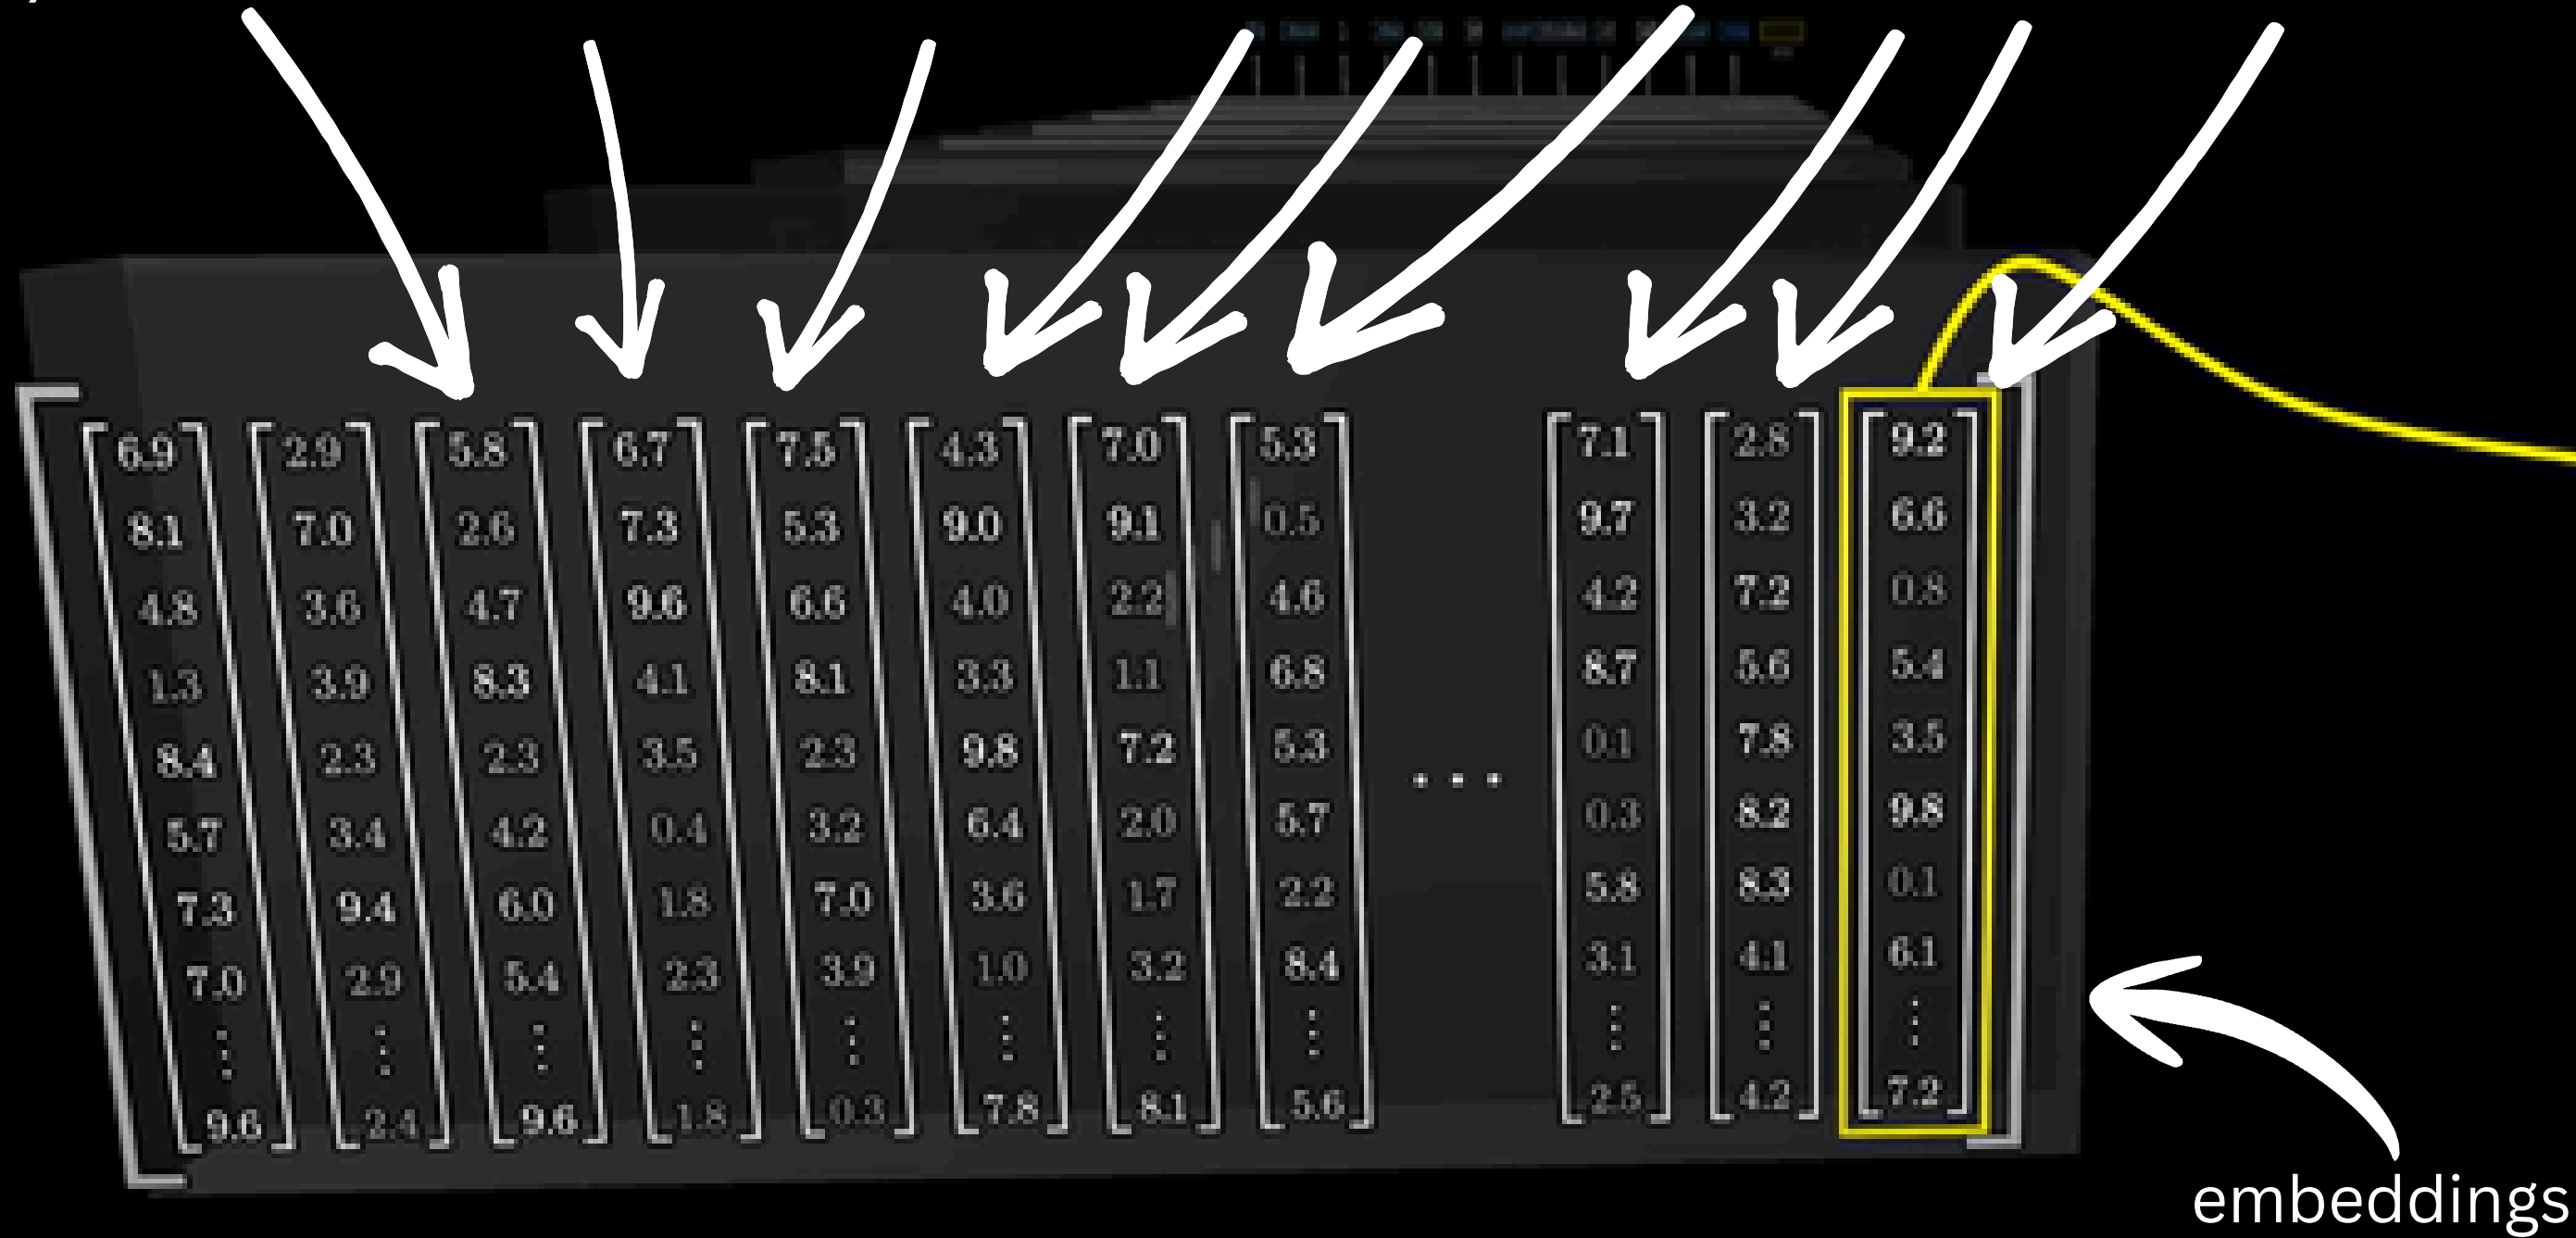 6.9 2.9 5.8 6.7 7.5 4.3 7.0 5.3 7.1 2.8 9.2
8.1 7.0 2.6 7.3 5.3 9.0 9.1 0.5 9.7 3.2 6.6
4.8 3.6 4.7 9.6 6.6 4.0 2.2 4.6 4.2 7.2 0.8
1.3 3.9 8.3 4.1 8.1 3.3 1.1 6.8 8.7 5.6 5.4
8.4 2.3 2.3 3.5 2.3 9.8 7.2 5.3 ... 0.1 7.8 3.5
5.7 3.4 4.2 0.4 3.2 6.4 2.0 5.7 0.3 8.2 9.8
7.3 9.4 6.0 1.8 7.0 3.6 1.7 2.2 5.8 8.3 0.1
7.0 2.9 5.4 2.3 3.9 1.0 3.2 8.4 3.1 4.1 6.1
9.6 2.4 9.6 1.8 0.3 7.8 8.1 5.6 2.5 4.2 7.2
embeddings